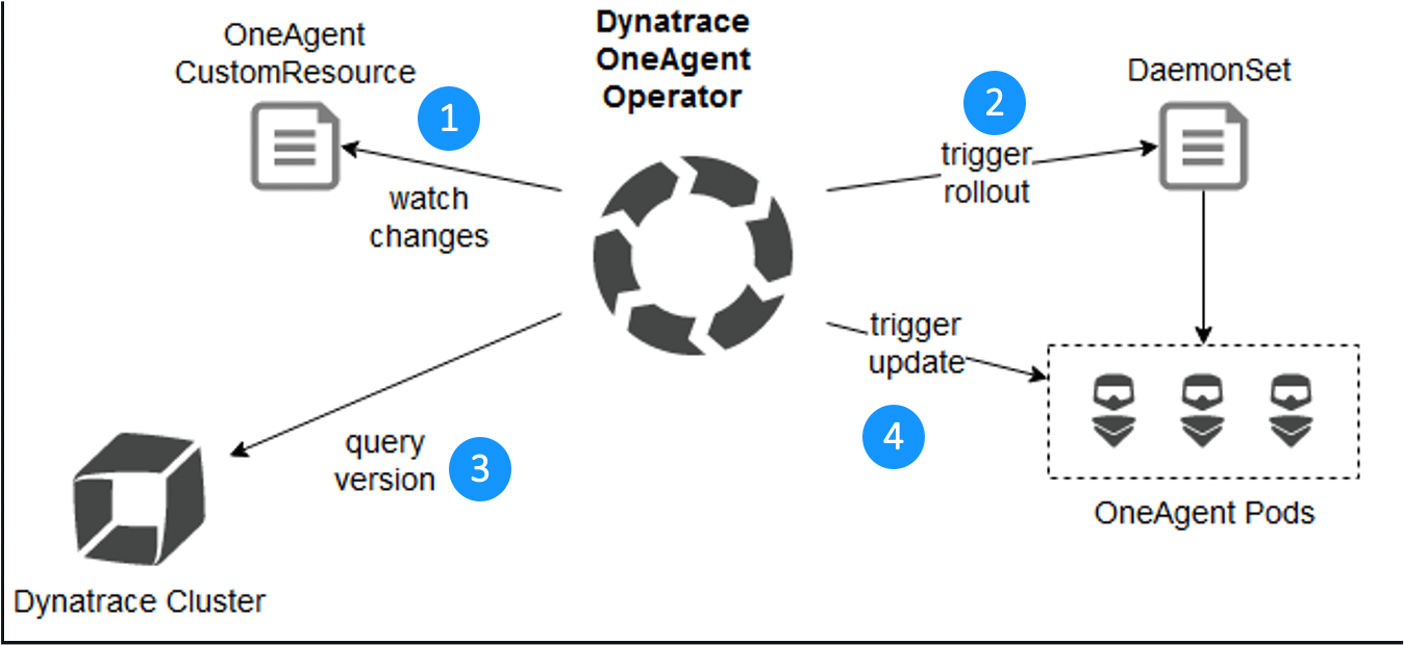 OneAgent
CustomResource
1
watch
changes
Dynatrace
OneAgent
Operator
2
trigger
rollout
DaemonSet
query
version
3
Dynatrace Cluster
trigger
update
4
OneAgent Pods